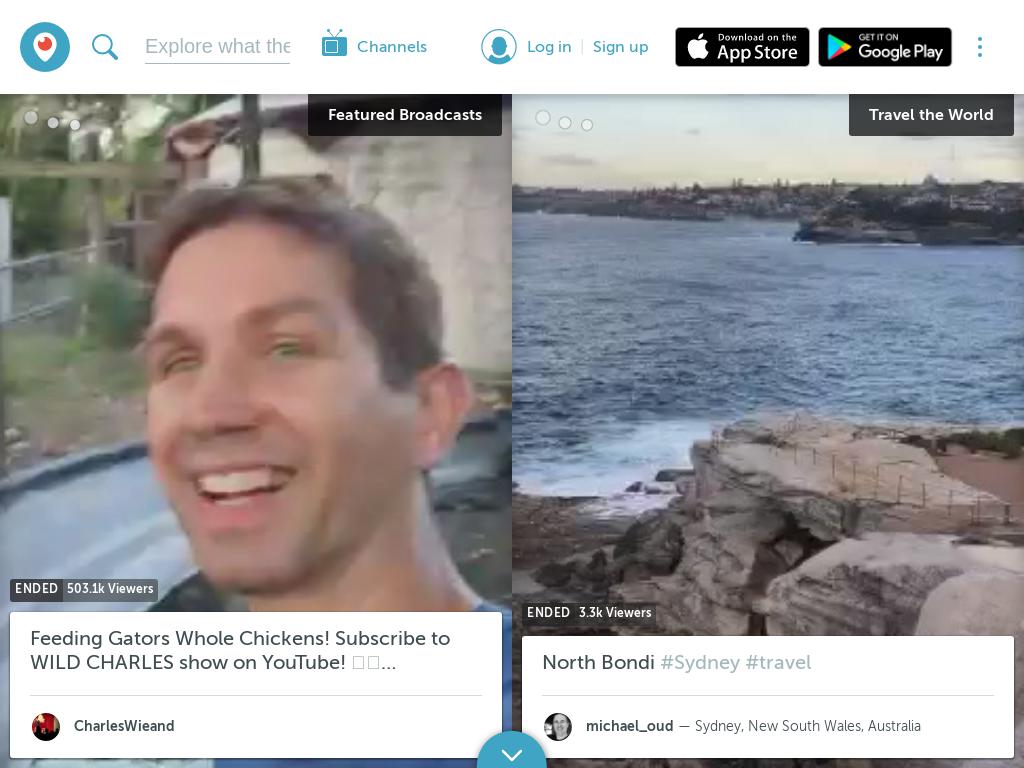 Explore what the
Channels
Log in
Sign up
Download on the
App Store
GET IT ON
Google Play
Featured Broadcasts
Travel the World
ENDED 503.1k Viewers
Feeding Gators Whole Chickens! Subscribe to
WILD CHARLES show on YouTube! ...
CharlesWieand
ENDED 3.3k Viewers
North Bondi #Sydney #travel
michael_oud — Sydney, New South Wales, Australia